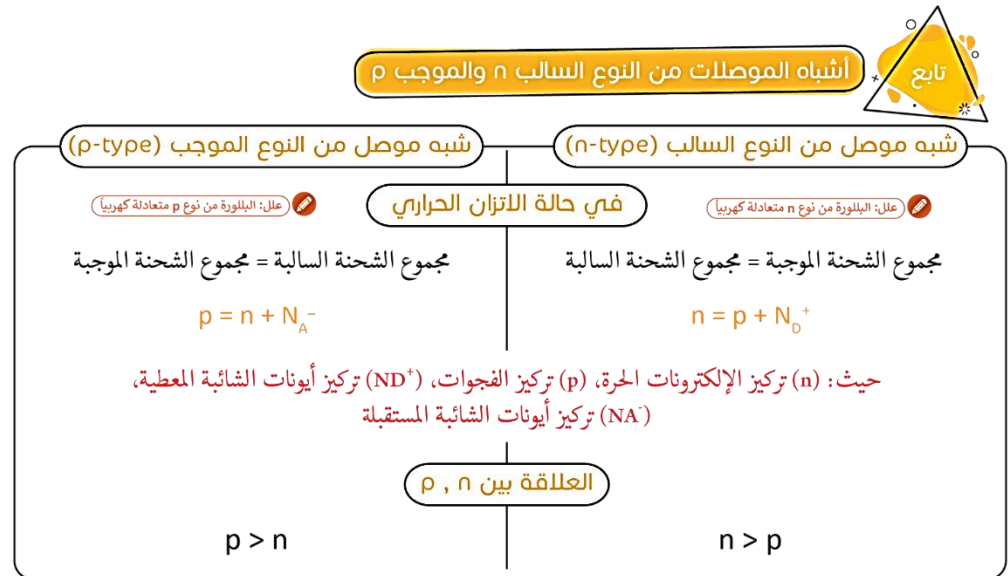 تابع
أشباه الموصلات من النوع السالب n والموجب p
شبه موصل من النوع السالب (n-type)
شبه موصل من النوع الموجب (p-type)
في حالة الاتزان الحراري
علل: البللورة من نوع n متعادلة كهربياً
علل: البللورة من نوع p متعادلة كهربياً
مجموع الشحنة الموجبة = مجموع الشحنة السالبة
مجموع الشحنة السالبة = مجموع الشحنة الموجبة
n = p + N_D⁺
p = n + N_A⁻
حيث: (n) تركيز الإلكترونات الحرة، (p) تركيز الفجوات، (ND⁺) تركيز أيونات الشائبة المعطية،
(NA⁻) تركيز أيونات الشائبة المستقبلة
العلاقة بين p , n
n > p
p > n